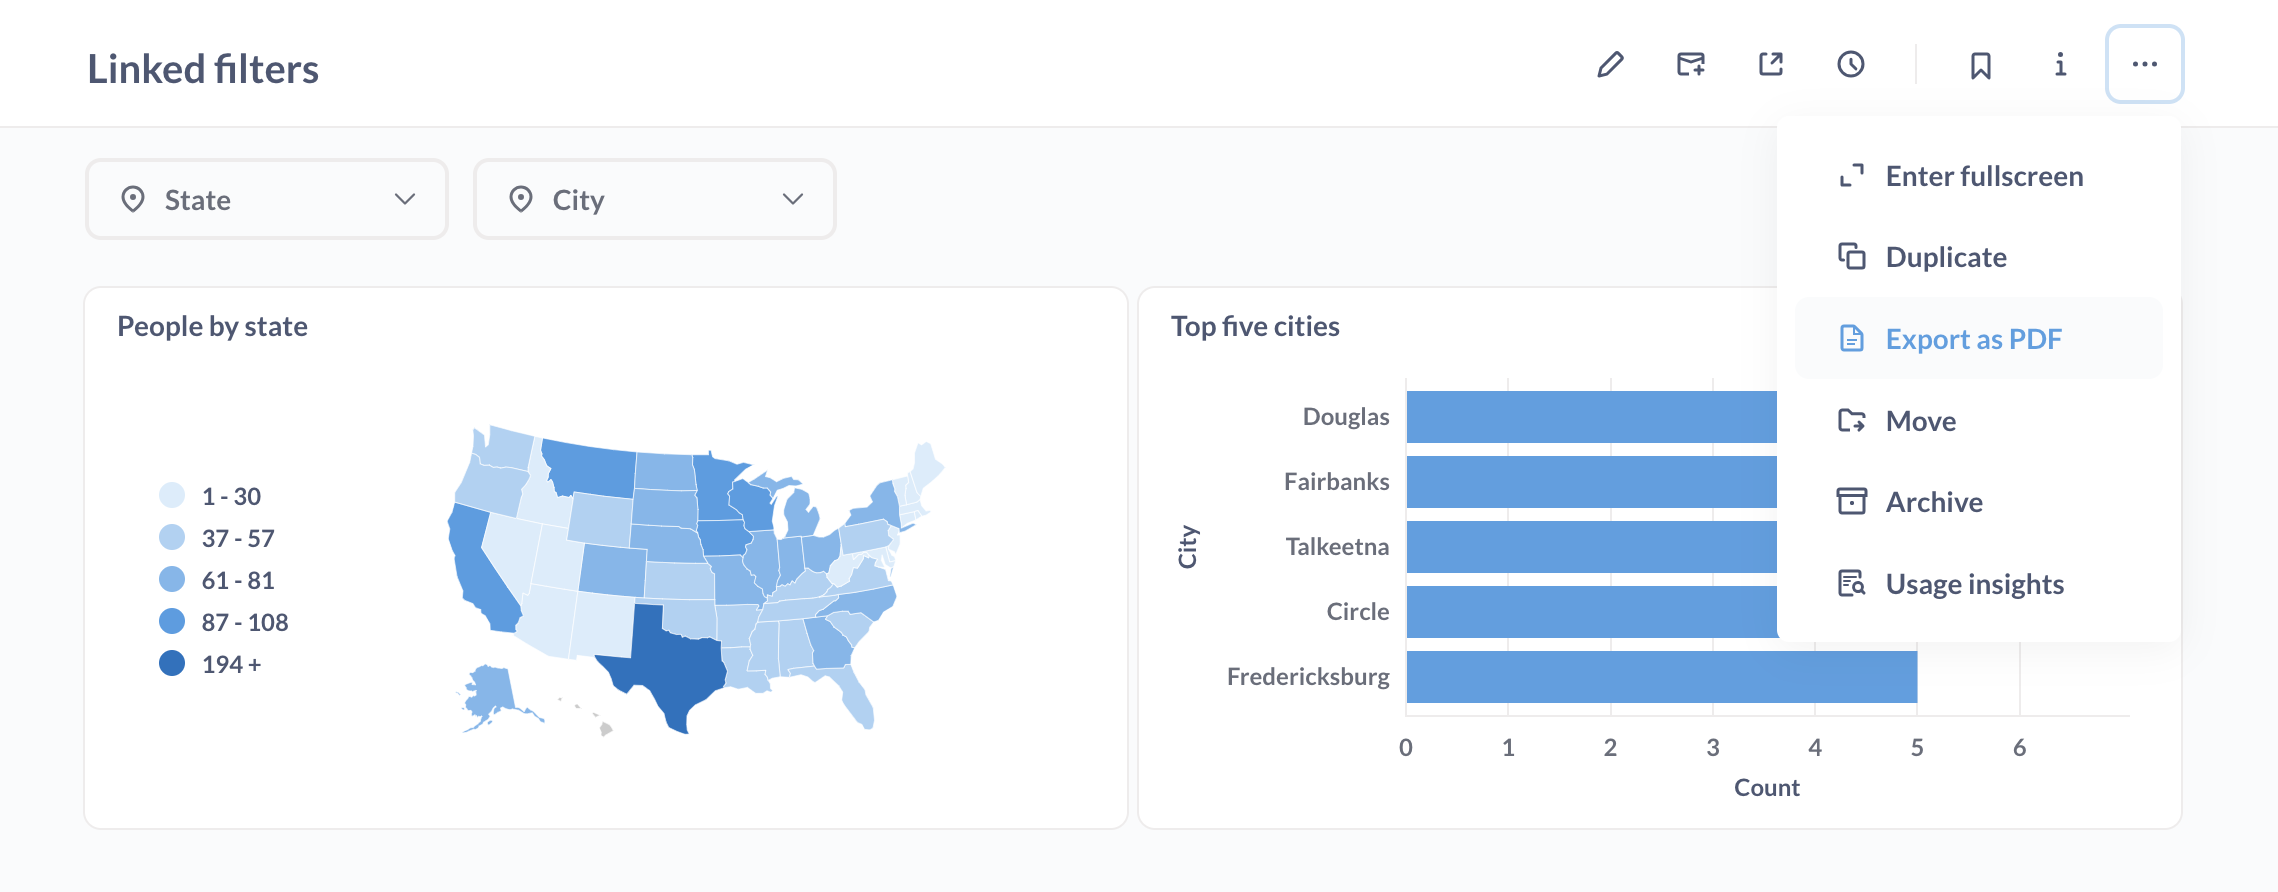 Linked filters
State
City
Enter fullscreen
Duplicate
Export as PDF
Move
Archive
Usage insights
People by state
1 - 30
37 - 57
61 - 81
87 - 108
194 +
Top five cities
City
Douglas
Fairbanks
Talkeetna
Circle
Fredericksburg
0 1 2 3 4 5 6
Count